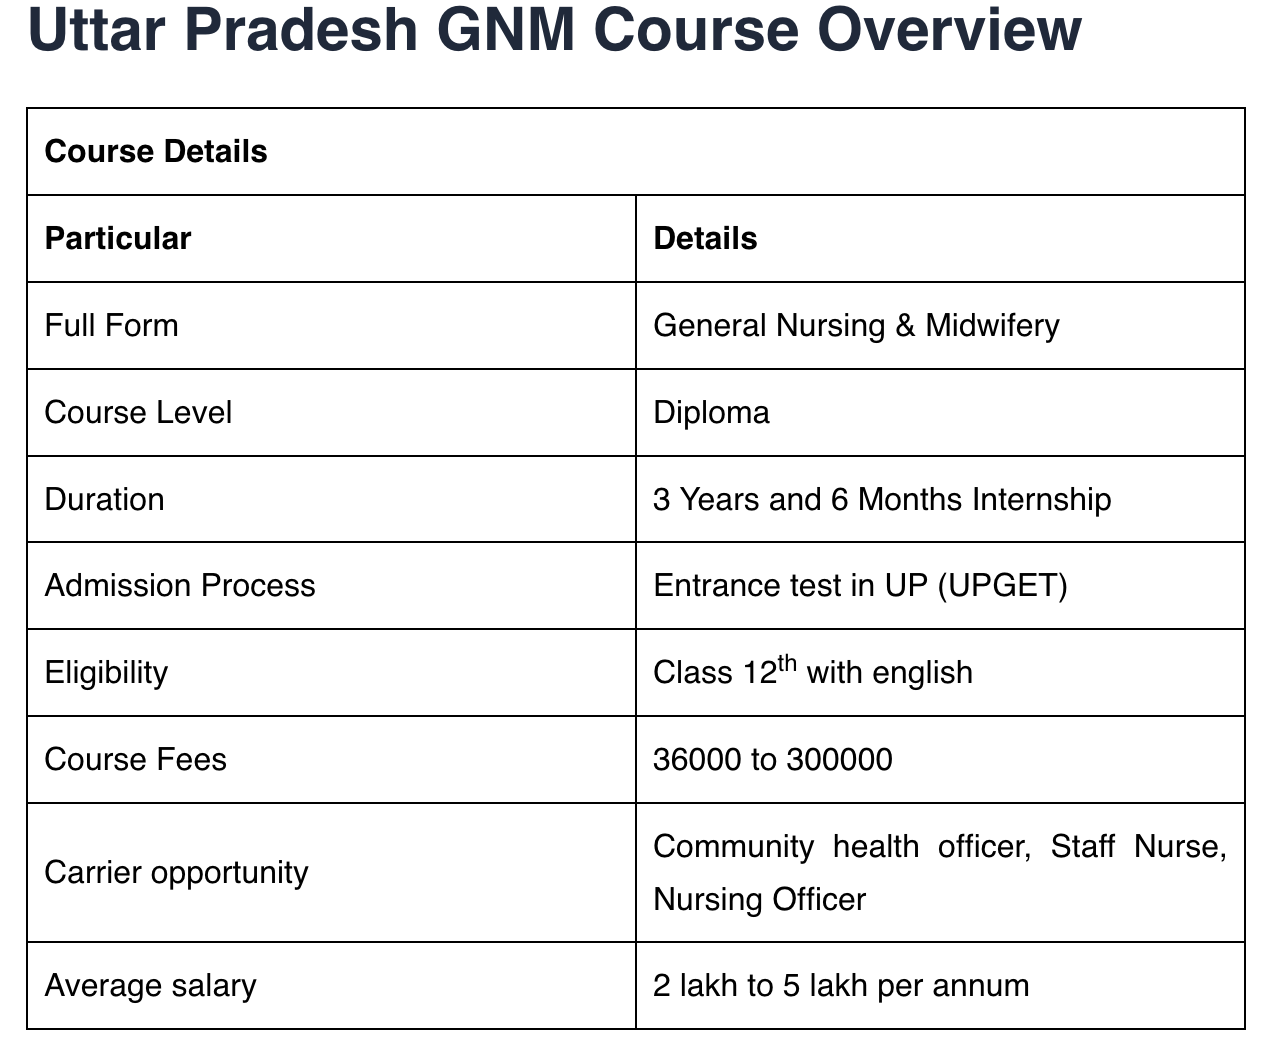 Uttar Pradesh GNM Course Overview
Course Details
Particular Details
Full Form General Nursing & Midwifery
Course Level Diploma
Duration 3 Years and 6 Months Internship
Admission Process Entrance test in UP (UPGET)
Eligibility Class 12th with english
Course Fees 36000 to 300000
Carrier opportunity Community health officer, Staff Nurse,
Nursing Officer
Average salary 2 lakh to 5 lakh per annum